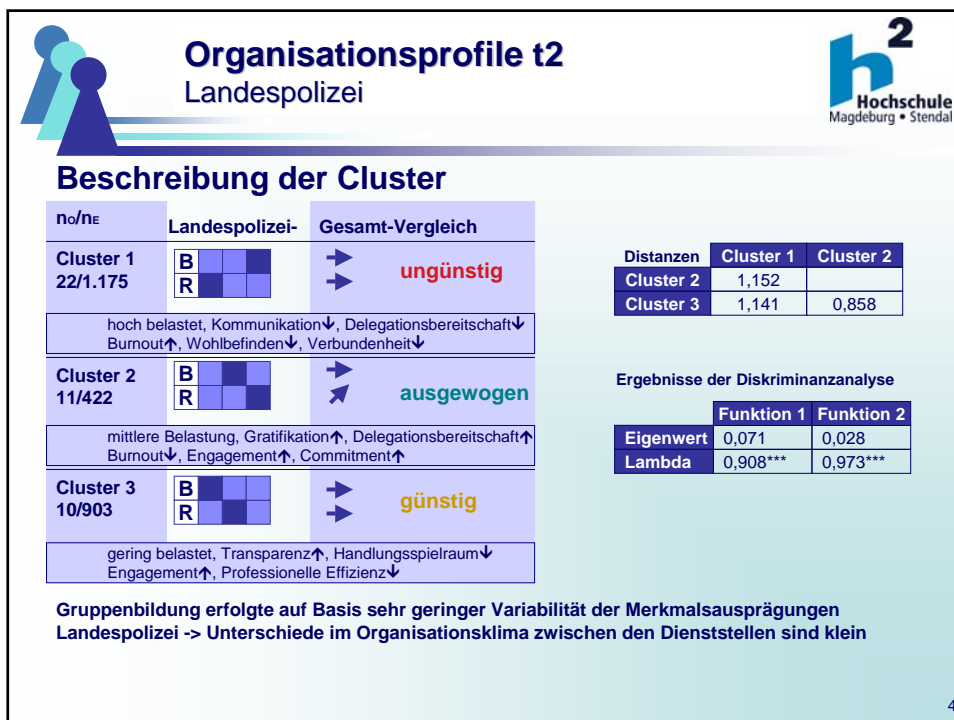 Organisationsprofile t2
Landespolizei
h2
Hochschule
Magdeburg • Stendal
Beschreibung der Cluster
nO/nE Landespolizei- Gesamt-Vergleich
Cluster 1
22/1.175
B
R
→
→
ungünstig
hoch belastet, Kommunikation↓, Delegationsbereitschaft↓
Burnout↑, Wohlbefinden↓, Verbundenheit↓
Cluster 2
11/422
B
R
→
↗
ausgewogen
mittlere Belastung, Gratifikation↑, Delegationsbereitschaft↑
Burnout↓, Engagement↑, Commitment↑
Cluster 3
10/903
B
R
→
→
günstig
gering belastet, Transparenz↑, Handlungsspielraum↓
Engagement↑, Professionelle Effizienz↓
Distanzen Cluster 1 Cluster 2
Cluster 2 1,152
Cluster 3 1,141 0,858
Ergebnisse der Diskriminanzanalyse
Funktion 1 Funktion 2
Eigenwert 0,071 0,028
Lambda 0,908*** 0,973***
Gruppenbildung erfolgte auf Basis sehr geringer Variabilität der Merkmalsausprägungen
Landespolizei -> Unterschiede im Organisationsklima zwischen den Dienststellen sind klein
4